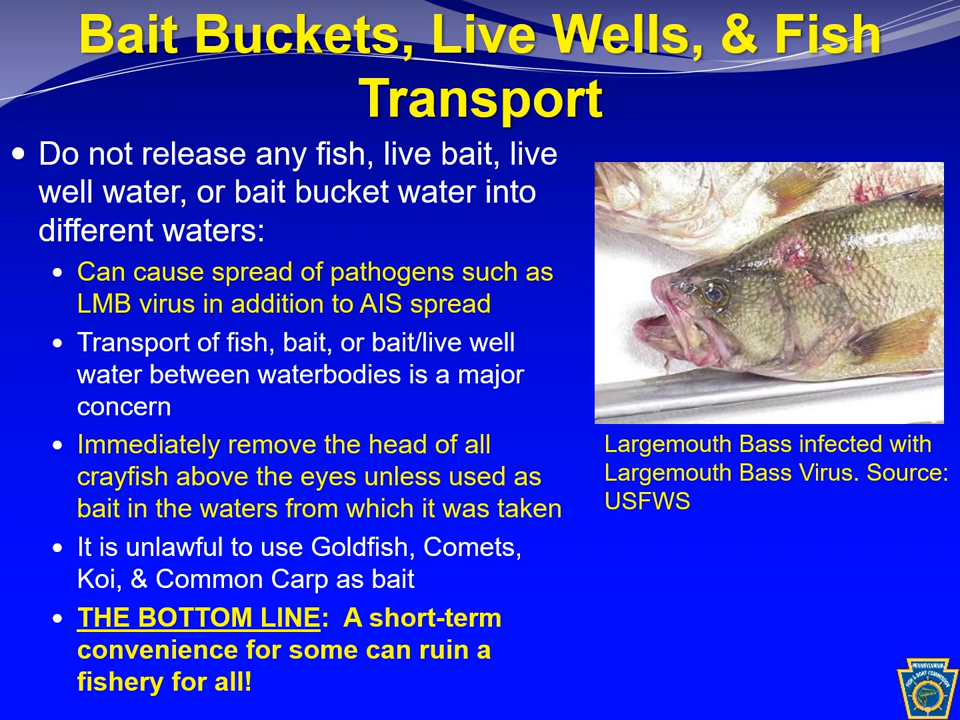 Bait Buckets, Live Wells, & Fish
Transport
• Do not release any fish, live bait, live
well water, or bait bucket water into
different waters:
• Can cause spread of pathogens such as
LMB virus in addition to AIS spread
• Transport of fish, bait, or bait/live well
water between waterbodies is a major
concern
• Immediately remove the head of all
crayfish above the eyes unless used as
bait in the waters from which it was taken
• It is unlawful to use Goldfish, Comets,
Koi, & Common Carp as bait
• THE BOTTOM LINE: A short-term
convenience for some can ruin a
fishery for all!
Largemouth Bass infected with
Largemouth Bass Virus. Source:
USFWS
PENNSYLVANIA
FISH & BOAT COMMISSION